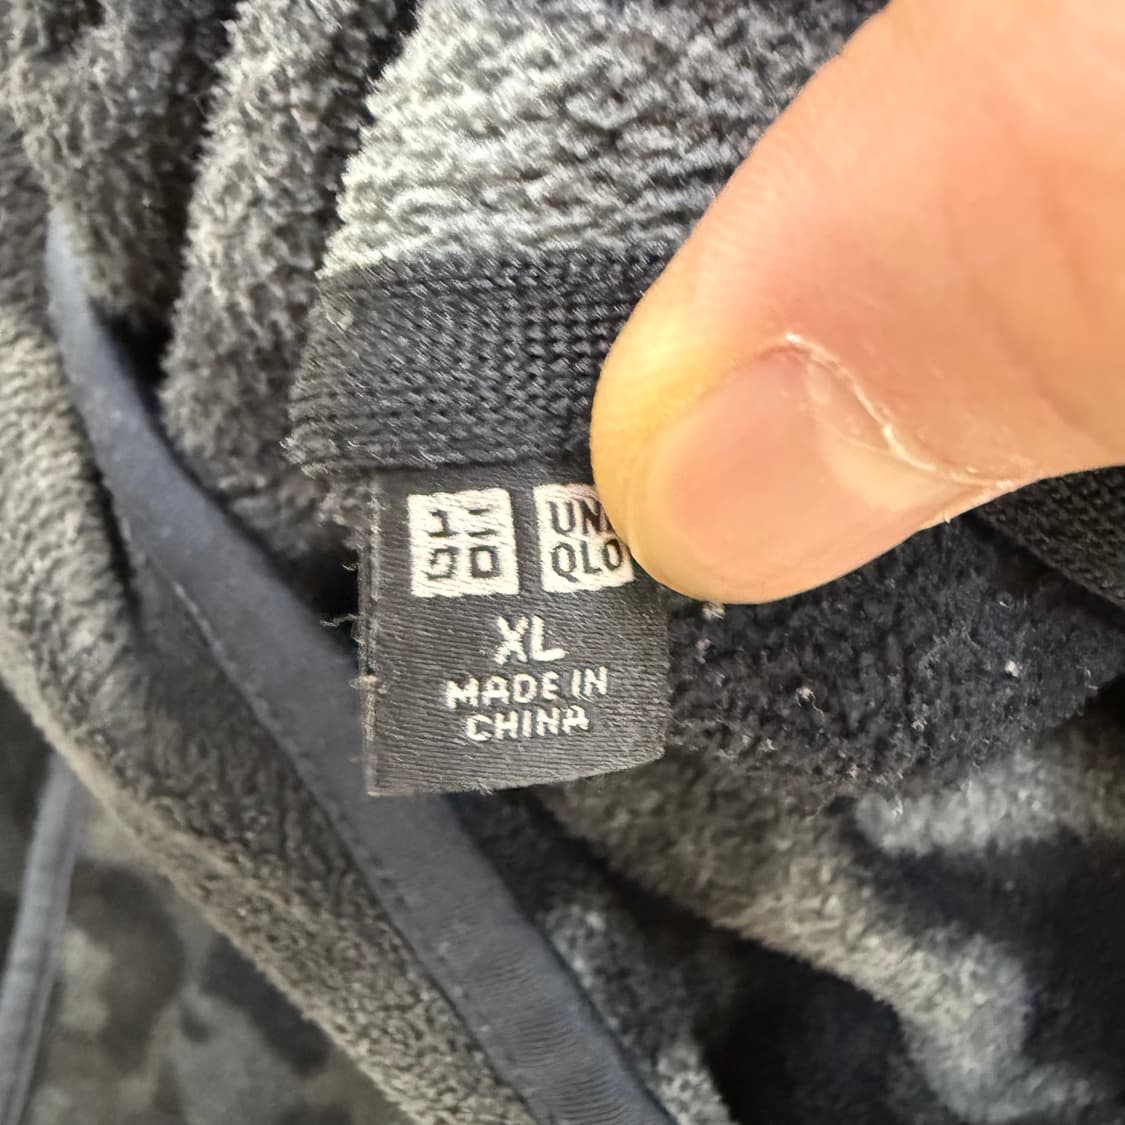 ユニ UNI
クロ QLO
XL
MADE IN
CHINA